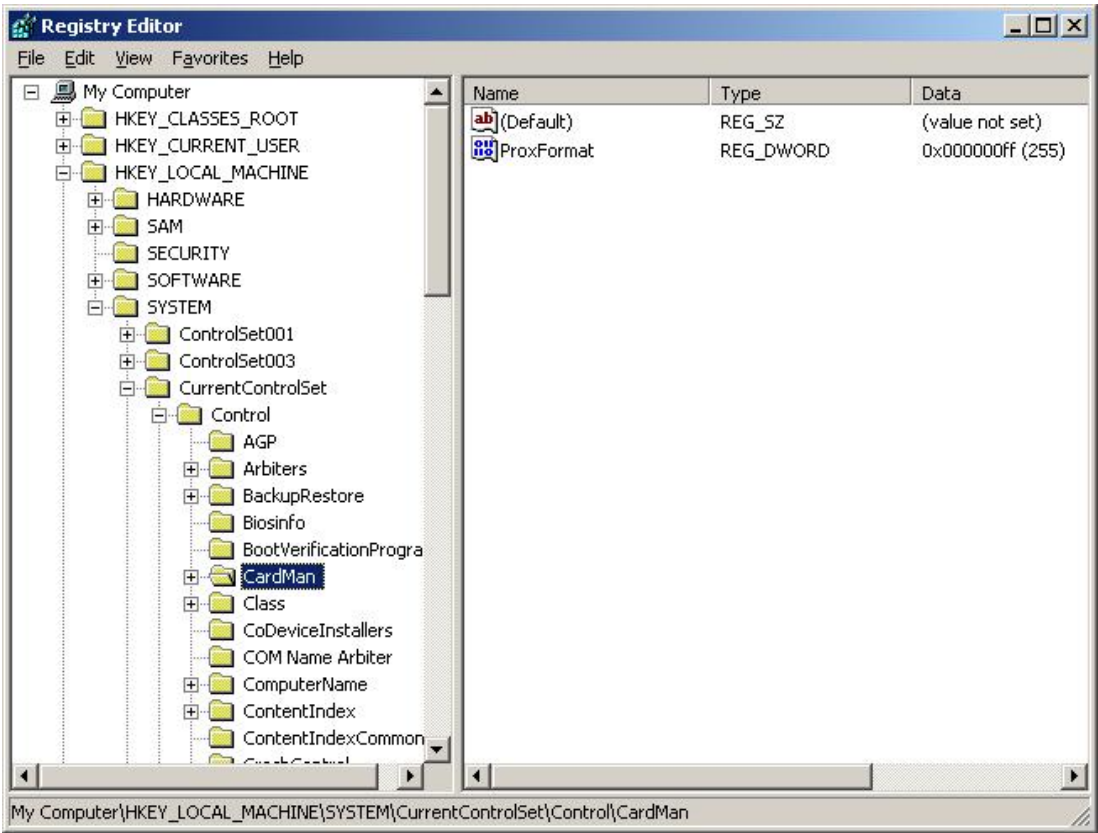 Registry Editor
File Edit View Favorites Help
My Computer
HKEY_CLASSES_ROOT
HKEY_CURRENT_USER
HKEY_LOCAL_MACHINE
HARDWARE
SAM
SECURITY
SOFTWARE
SYSTEM
ControlSet001
ControlSet003
CurrentControlSet
Control
AGP
Arbiters
BackupRestore
Biosinfo
BootVerificationProgra
CardMan
Class
CoDeviceInstallers
COM Name Arbiter
ComputerName
ContentIndex
ContentIndexCommon
Name Type Data
(Default) REG_SZ (value not set)
ProxFormat REG_DWORD 0x000000ff (255)
My Computer\HKEY_LOCAL_MACHINE\SYSTEM\CurrentControlSet\Control\CardMan